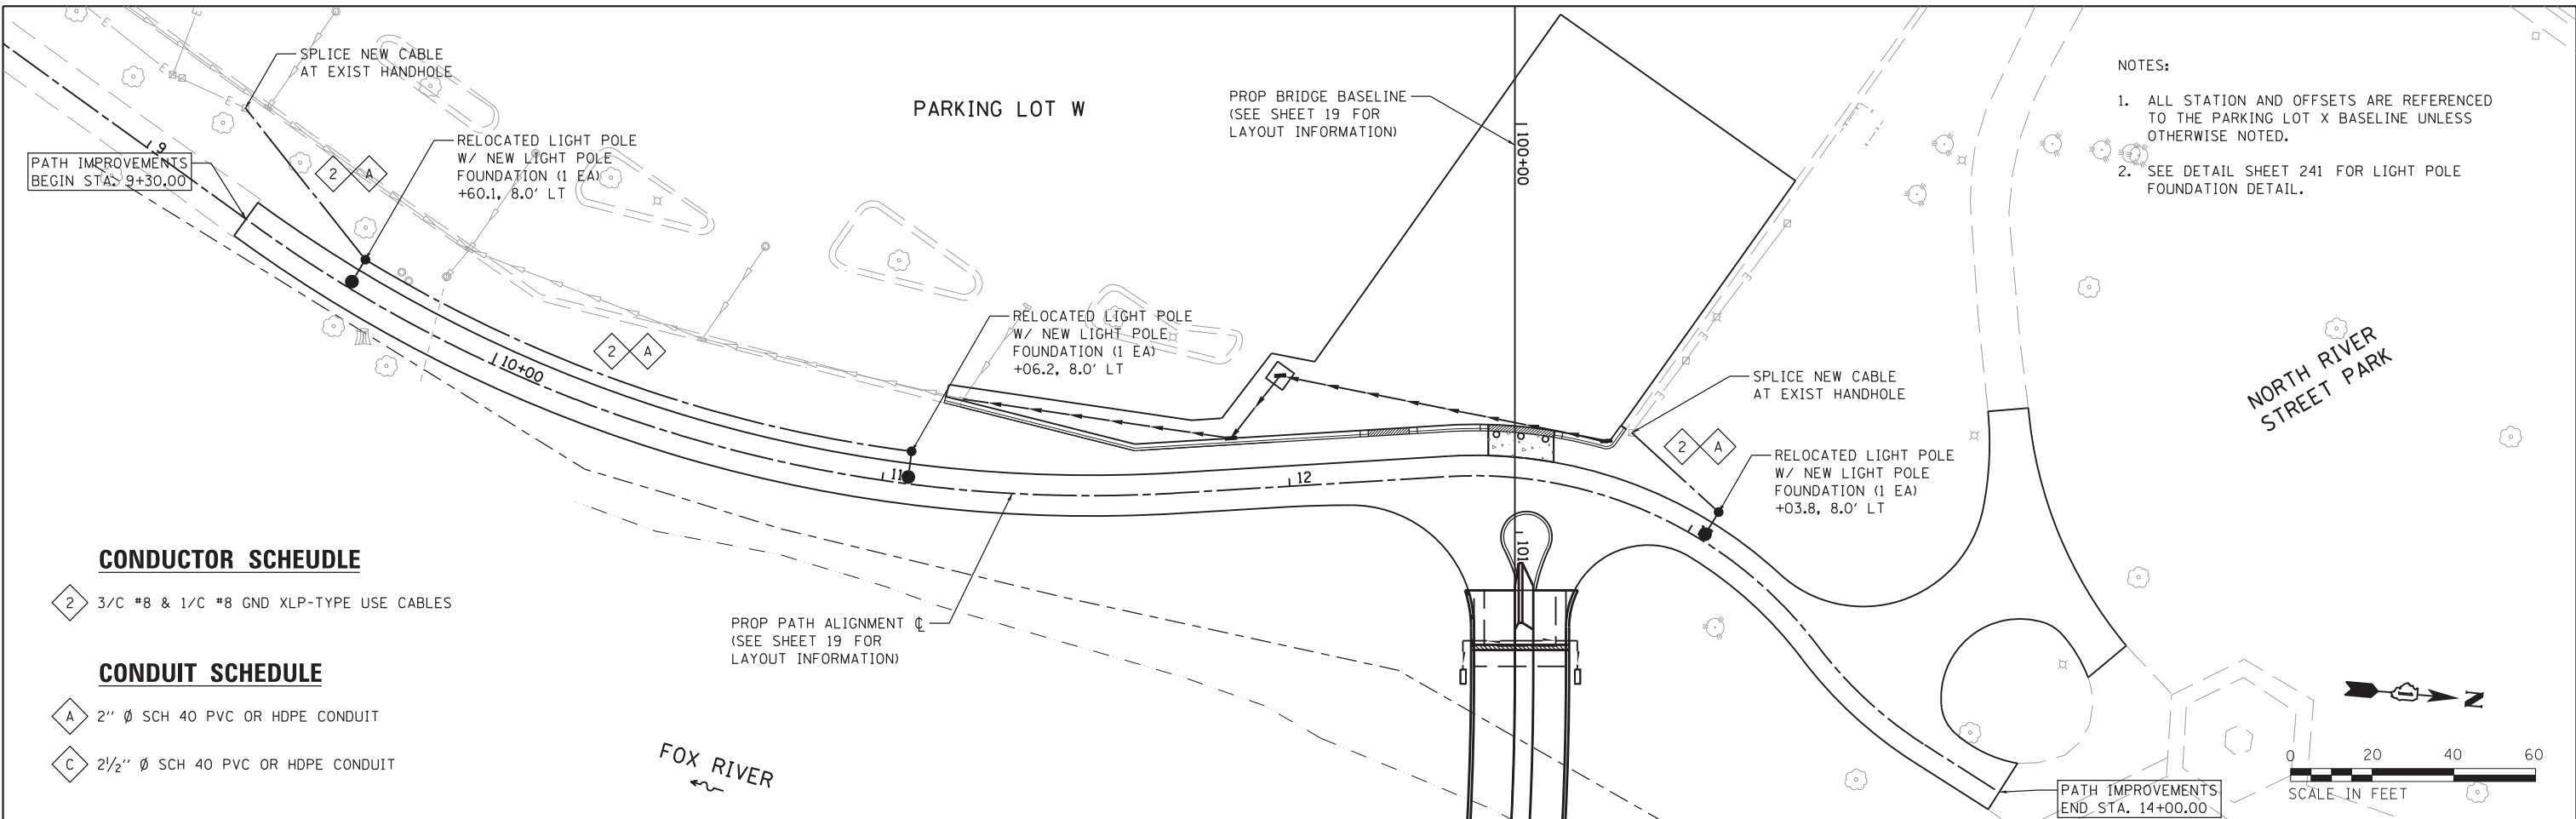 SPLICE NEW CABLE
AT EXIST HANDHOLE
PARKING LOT W
PROP BRIDGE BASELINE
(SEE SHEET 19 FOR
LAYOUT INFORMATION)
100+00
NOTES:
1. ALL STATION AND OFFSETS ARE REFERENCED
TO THE PARKING LOT X BASELINE UNLESS
OTHERWISE NOTED.
2. SEE DETAIL SHEET 241 FOR LIGHT POLE
FOUNDATION DETAIL.
9
PATH IMPROVEMENTS
BEGIN STA. 9+30.00
2 A
RELOCATED LIGHT POLE
W/ NEW LIGHT POLE
FOUNDATION (1 EA)
+60.1, 8.0' LT
E
E
E
E
E
E
E
E
2 A
10+00
RELOCATED LIGHT POLE
W/ NEW LIGHT POLE
FOUNDATION (1 EA)
+06.2, 8.0' LT
11
12
SPLICE NEW CABLE
AT EXIST HANDHOLE
2 A
RELOCATED LIGHT POLE
W/ NEW LIGHT POLE
FOUNDATION (1 EA)
+03.8, 8.0' LT
101
NORTH RIVER
STREET PARK
CONDUCTOR SCHEUDLE
2 3/C #8 & 1/C #8 GND XLP-TYPE USE CABLES
CONDUIT SCHEDULE
A 2'' Ø SCH 40 PVC OR HDPE CONDUIT
C 2½'' Ø SCH 40 PVC OR HDPE CONDUIT
PROP PATH ALIGNMENT ℄
(SEE SHEET 19 FOR
LAYOUT INFORMATION)
FOX RIVER
N
0 20 40 60
SCALE IN FEET
PATH IMPROVEMENTS
END STA. 14+00.00